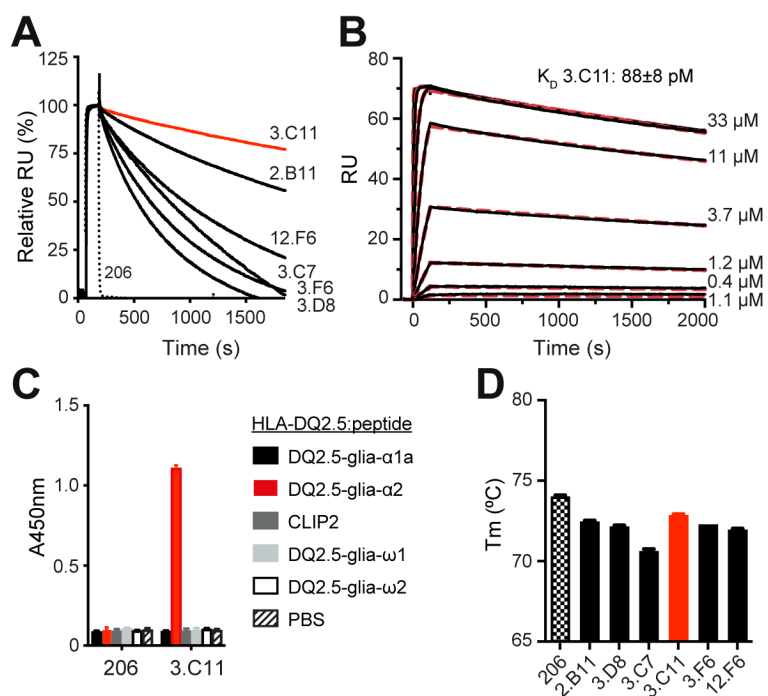 A
125
100
75
50
25
0
Relative RU (%)
3.C11
2.B11
12.F6
3.C7
3.F6
3.D8
206
0 500 1000 1500
Time (s)
B
80
60
40
20
0
RU
KD 3.C11: 88±8 pM
33 µM
11 µM
3.7 µM
1.2 µM
0.4 µM
1.1 µM
0 500 1000 1500 2000
Time (s)
C
1.5
1.0
0.5
0
A450nm
206 3.C11
HLA-DQ2.5:peptide
DQ2.5-glia-α1a
DQ2.5-glia-α2
CLIP2
DQ2.5-glia-ω1
DQ2.5-glia-ω2
PBS
D
80
75
70
65
Tm (ºC)
206
2.B11
3.D8
3.C7
3.C11
3.F6
12.F6